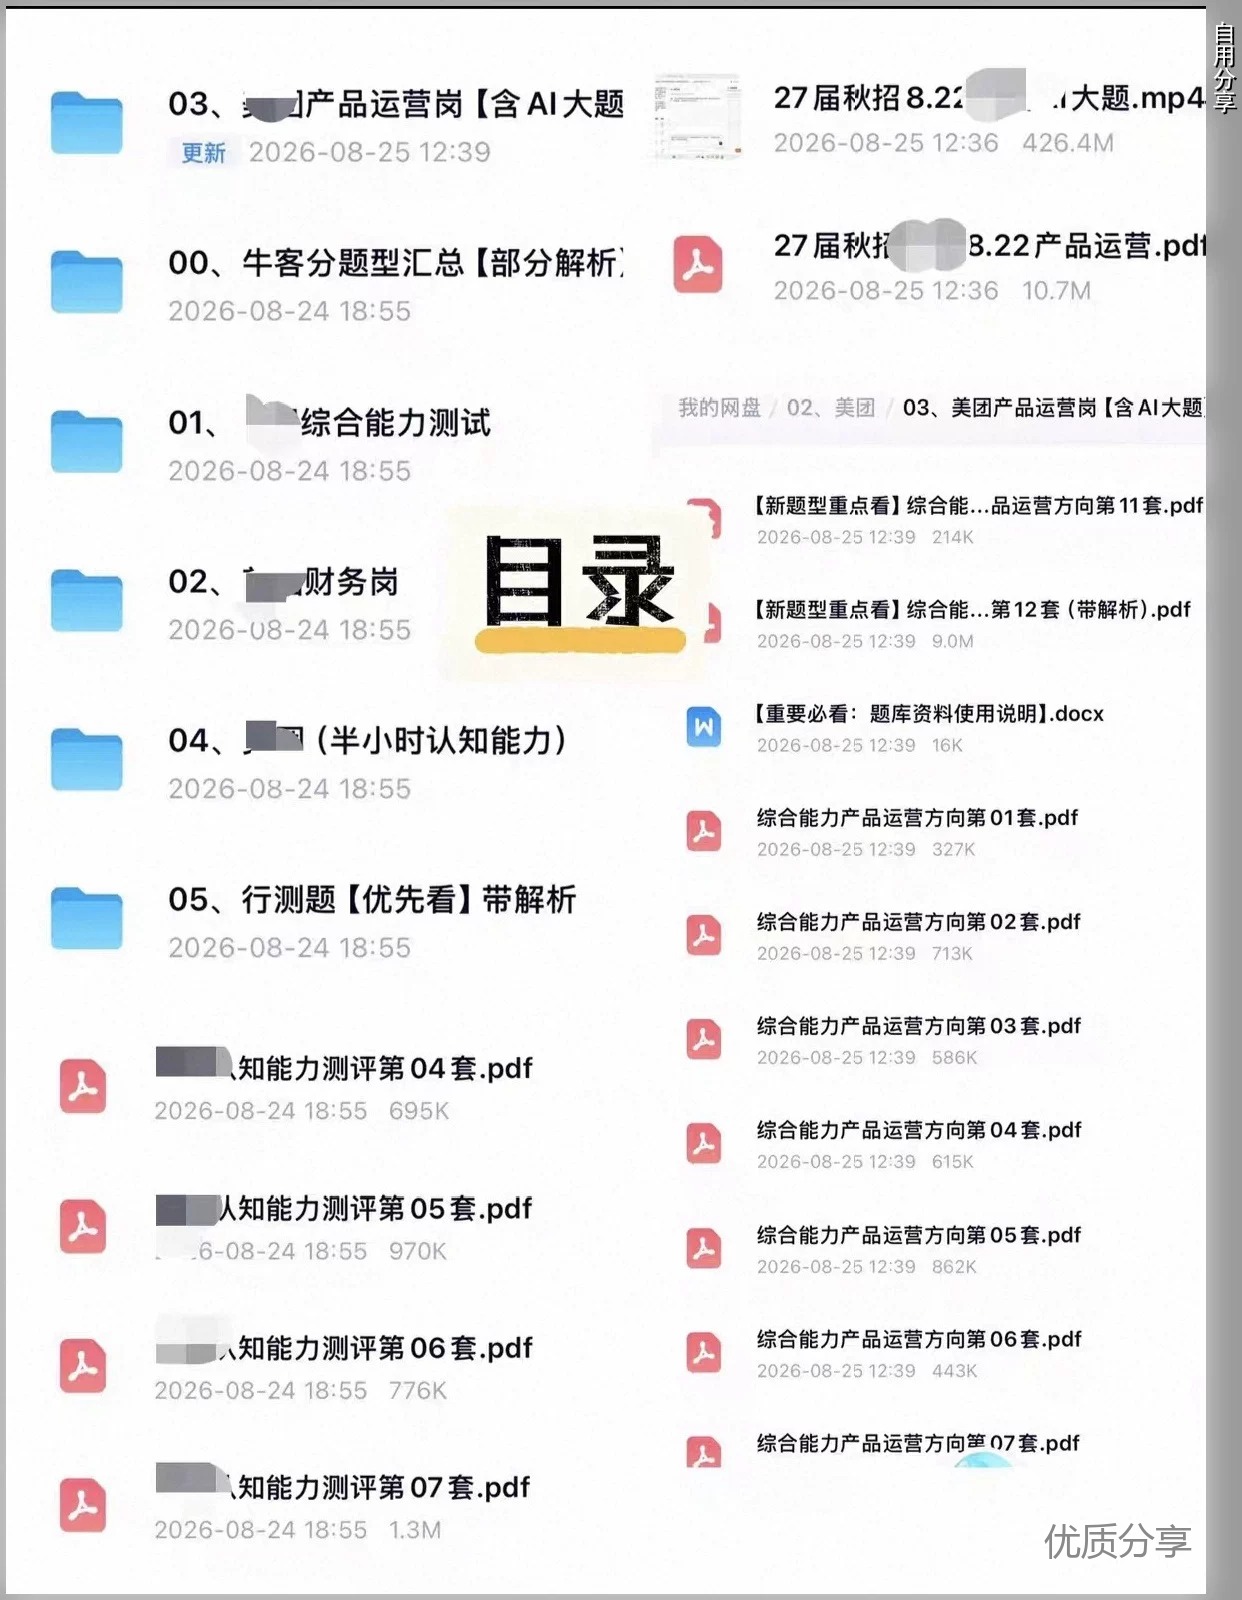 自用分享
03、美团产品运营岗【含AI大题
更新 2026-08-25 12:39
00、牛客分题型汇总【部分解析】
2026-08-24 18:55
01、综合能力测试
2026-08-24 18:55
02、财务岗
2026-08-24 18:55
04、（半小时认知能力）
2026-08-24 18:55
05、行测题【优先看】带解析
2026-08-24 18:55
认知能力测评第04套.pdf
2026-08-24 18:55 695K
认知能力测评第05套.pdf
6-08-24 18:55 970K
认知能力测评第06套.pdf
2026-08-24 18:55 776K
认知能力测评第07套.pdf
2026-08-24 18:55 1.3M
目录
27届秋招8.22 大题.mp4
2026-08-25 12:36 426.4M
27届秋招 8.22产品运营.pdf
2026-08-25 12:36 10.7M
我的网盘 / 02、美团 / 03、美团产品运营岗【含AI大题
【新题型重点看】综合能...品运营方向第11套.pdf
2026-08-25 12:39 214K
【新题型重点看】综合能...第12套（带解析）.pdf
2026-08-25 12:39 9.0M
【重要必看：题库资料使用说明】.docx
2026-08-25 12:39 16K
综合能力产品运营方向第01套.pdf
2026-08-25 12:39 327K
综合能力产品运营方向第02套.pdf
2026-08-25 12:39 713K
综合能力产品运营方向第03套.pdf
2026-08-25 12:39 586K
综合能力产品运营方向第04套.pdf
2026-08-25 12:39 615K
综合能力产品运营方向第05套.pdf
2026-08-25 12:39 862K
综合能力产品运营方向第06套.pdf
2026-08-25 12:39 443K
综合能力产品运营方向第07套.pdf
优质分享